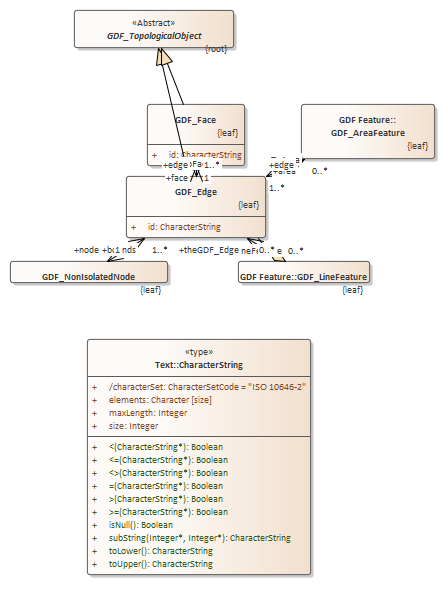 «Abstract»
GDF_TopologicalObject
{root}
GDF_Face
{leaf}
+ id: CharacterString
GDF Feature::
GDF_AreaFeature
{leaf}
+edge
1..*
+face
1
+edge
0..*
1..*
GDF_Edge
{leaf}
+ id: CharacterString
+node
1..*
+theGDF_Edge
0..*
0..*
GDF_NonIsolatedNode
{leaf}
GDF Feature::GDF_LineFeature
{leaf}
«type»
Text::CharacterString
+ /characterSet: CharacterSetCode = "ISO 10646-2"
+ elements: Character [size]
+ maxLength: Integer
+ size: Integer
+ <(CharacterString*): Boolean
+ <=(CharacterString*): Boolean
+ <>(CharacterString*): Boolean
+ =(CharacterString*): Boolean
+ >(CharacterString*): Boolean
+ >=(CharacterString*): Boolean
+ isNull(): Boolean
+ subString(Integer*, Integer*): CharacterString
+ toLower(): CharacterString
+ toUpper(): CharacterString